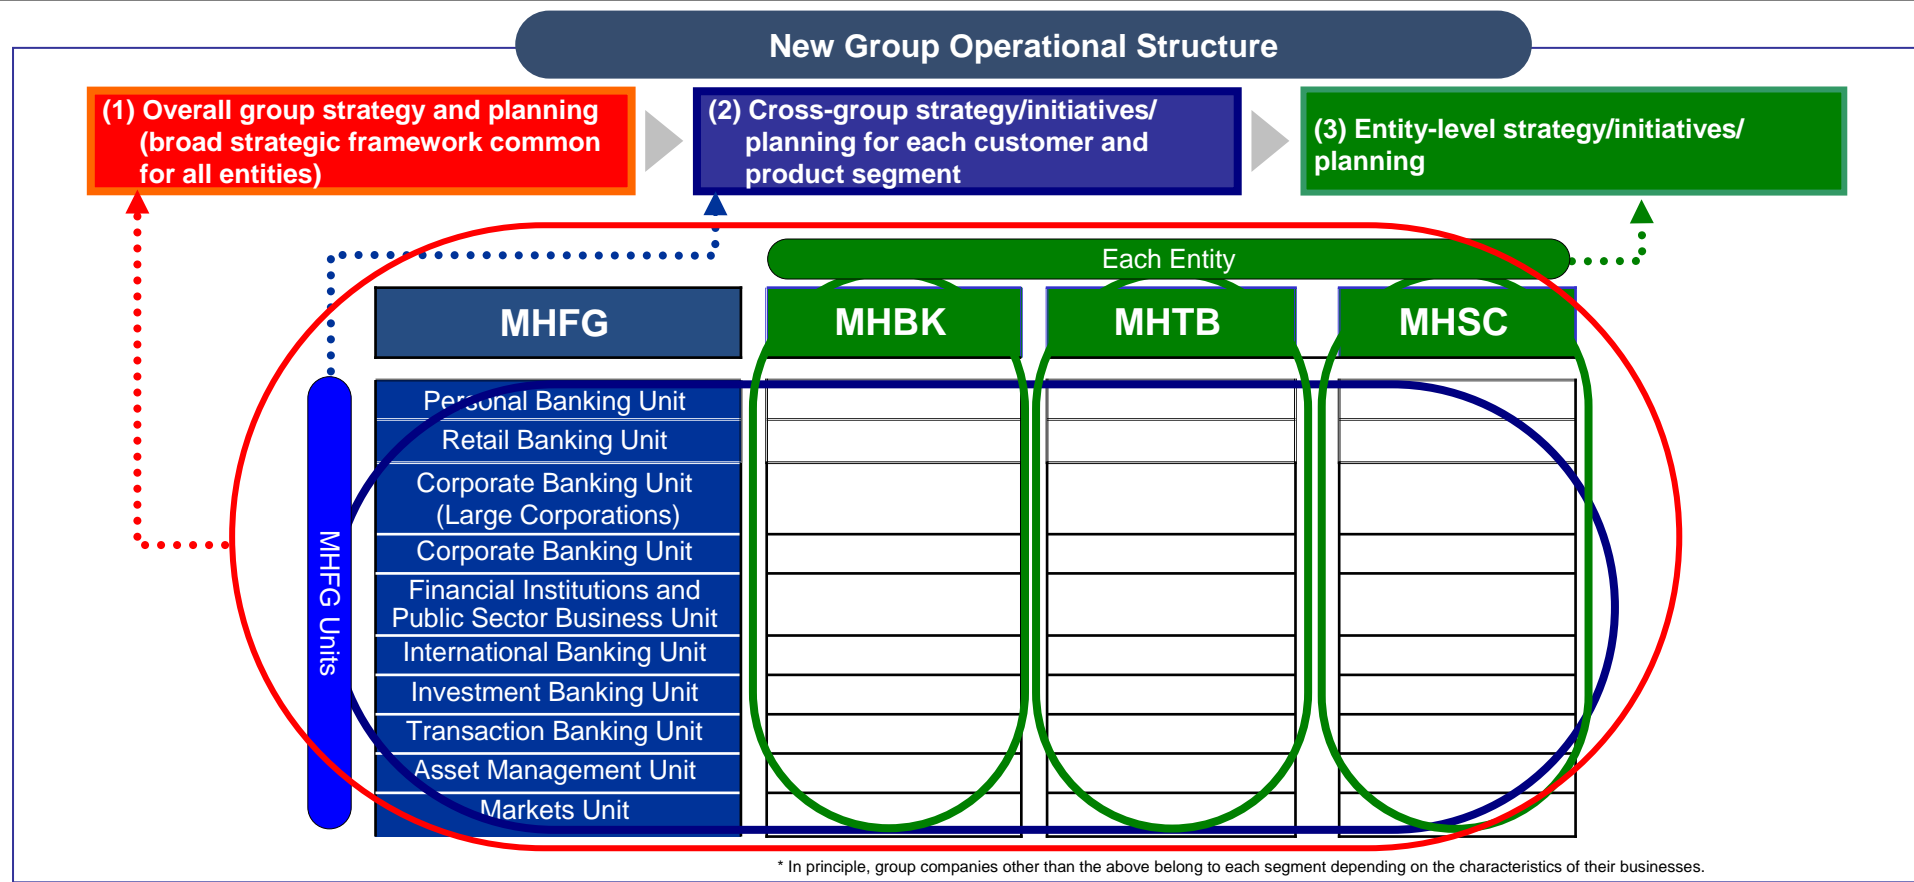 New Group Operational Structure
(1) Overall group strategy and planning
(broad strategic framework common
for all entities)
(2) Cross-group strategy/initiatives/
planning for each customer and
product segment
(3) Entity-level strategy/initiatives/
planning
Each Entity
MHFG
MHBK
MHTB
MHSC
MHFG Units
Personal Banking Unit
Retail Banking Unit
Corporate Banking Unit
(Large Corporations)
Corporate Banking Unit
Financial Institutions and
Public Sector Business Unit
International Banking Unit
Investment Banking Unit
Transaction Banking Unit
Asset Management Unit
Markets Unit
* In principle, group companies other than the above belong to each segment depending on the characteristics of their businesses.